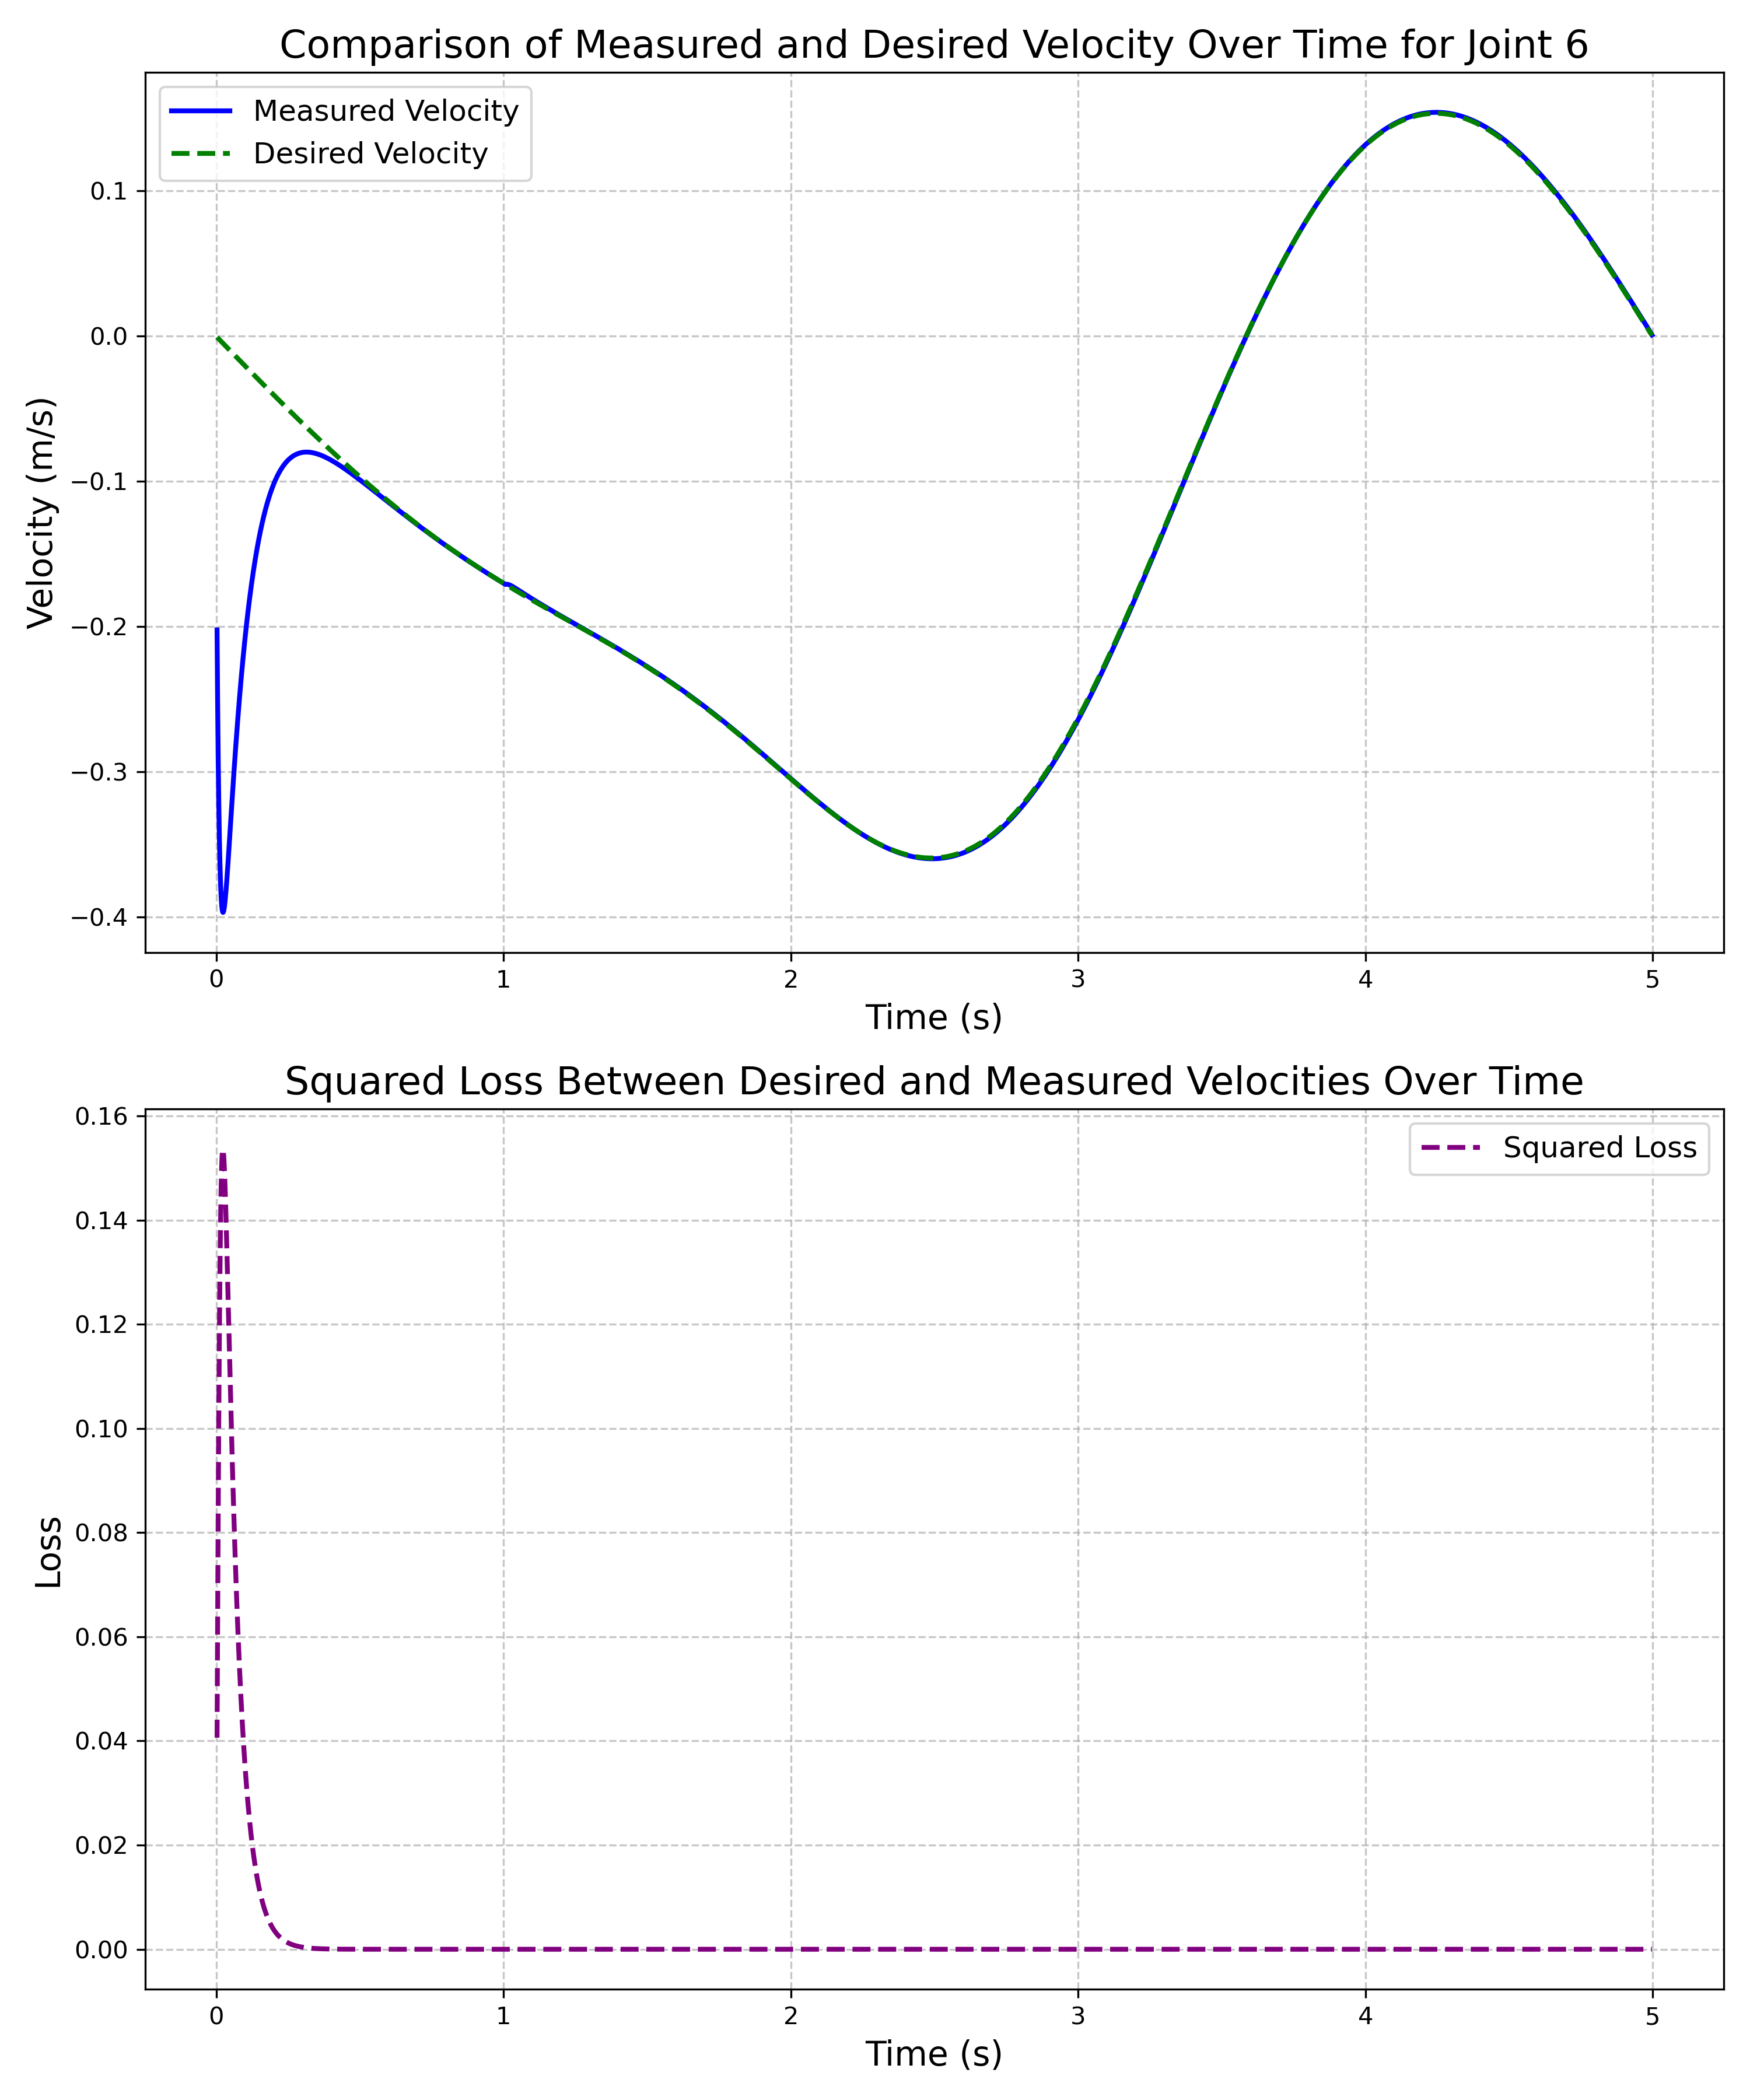 Comparison of Measured and Desired Velocity Over Time for Joint 6
Measured Velocity
Desired Velocity
0.1
0.0
−0.1
−0.2
−0.3
−0.4
Velocity (m/s)
0 1 2 3 4 5
Time (s)
Squared Loss Between Desired and Measured Velocities Over Time
Squared Loss
0.16
0.14
0.12
0.10
0.08
0.06
0.04
0.02
0.00
Loss
0 1 2 3 4 5
Time (s)